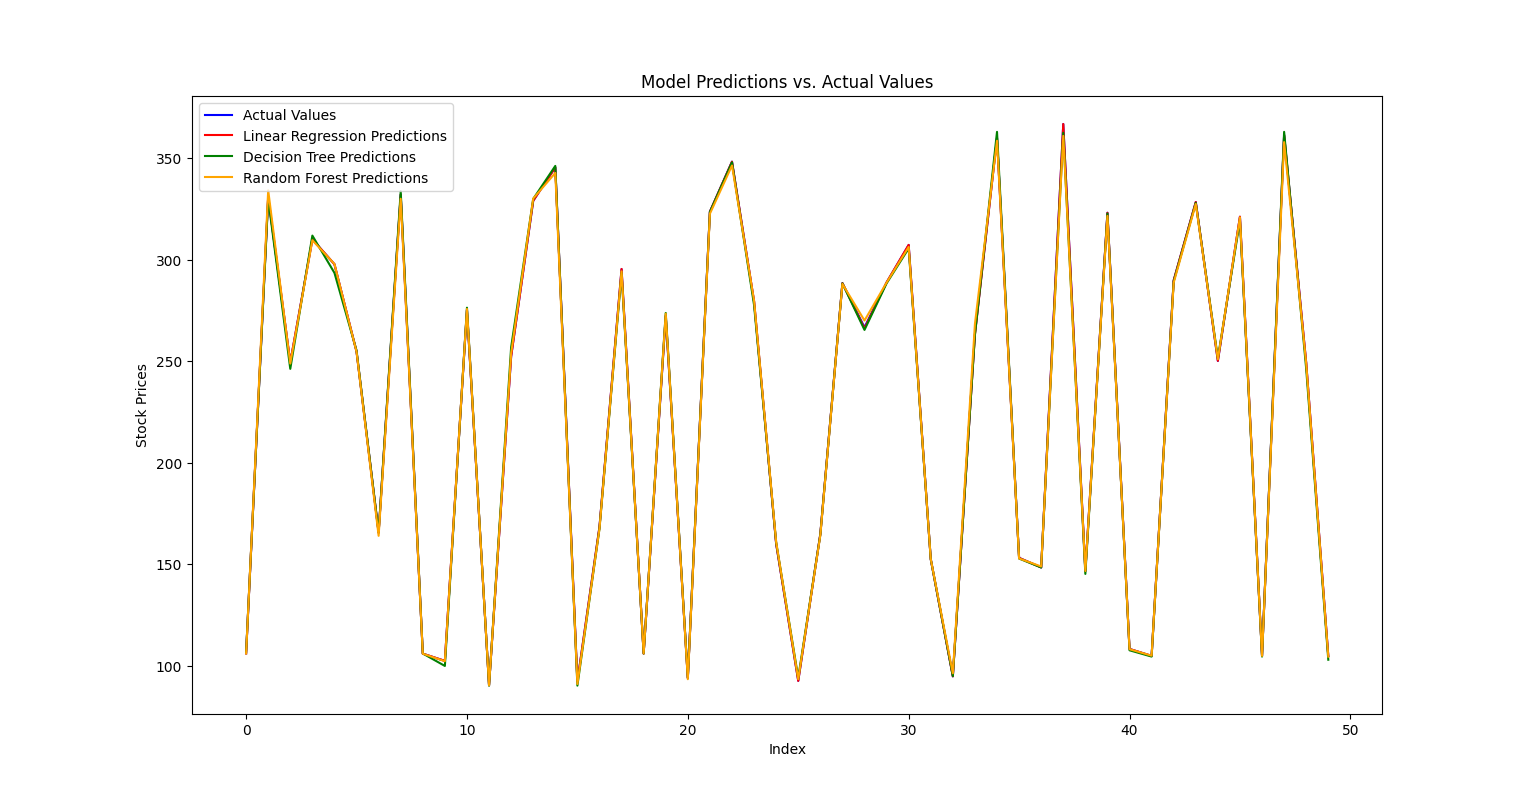 Model Predictions vs. Actual Values
Actual Values
Linear Regression Predictions
Decision Tree Predictions
Random Forest Predictions
Stock Prices
350
300
250
200
150
100
0 10 20 30 40 50
Index